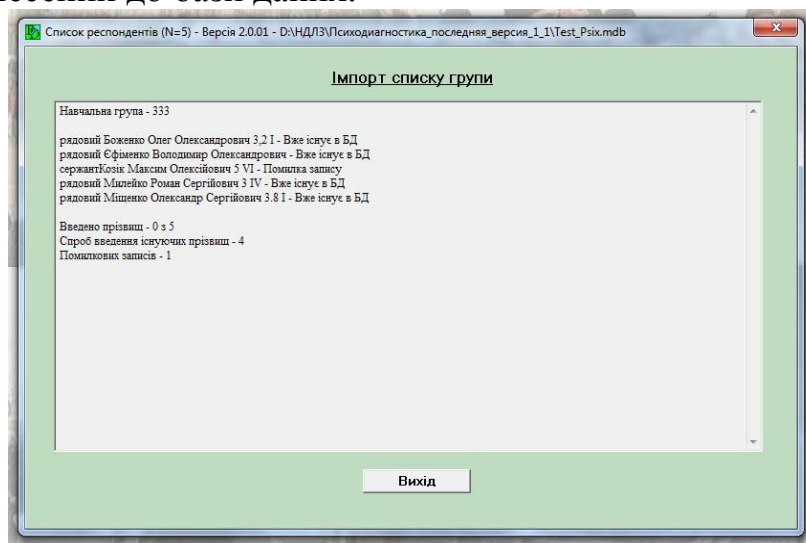 Список респондентів (N=5) - Версія 2.0.01 - D:\НДЛЗ\Психодиагностика_последняя_версия_1_1\Test_Psix.mdb
Імпорт списку групи
Навчальна група - 333
рядовий Боженко Олег Олександрович 3,2 І - Вже існує в БД
рядовий Єфіменко Володимир Олександрович - Вже існує в БД
сержантКозік Максим Олексійович 5 VI - Помилка запису
рядовий Милейко Роман Сергійович 3 IV - Вже існує в БД
рядовий Міщенко Олександр Сергійович 3.8 І - Вже існує в БД
Введено прізвищ - 0 з 5
Спроб введення існуючих прізвищ - 4
Помилкових записів - 1
Вихід